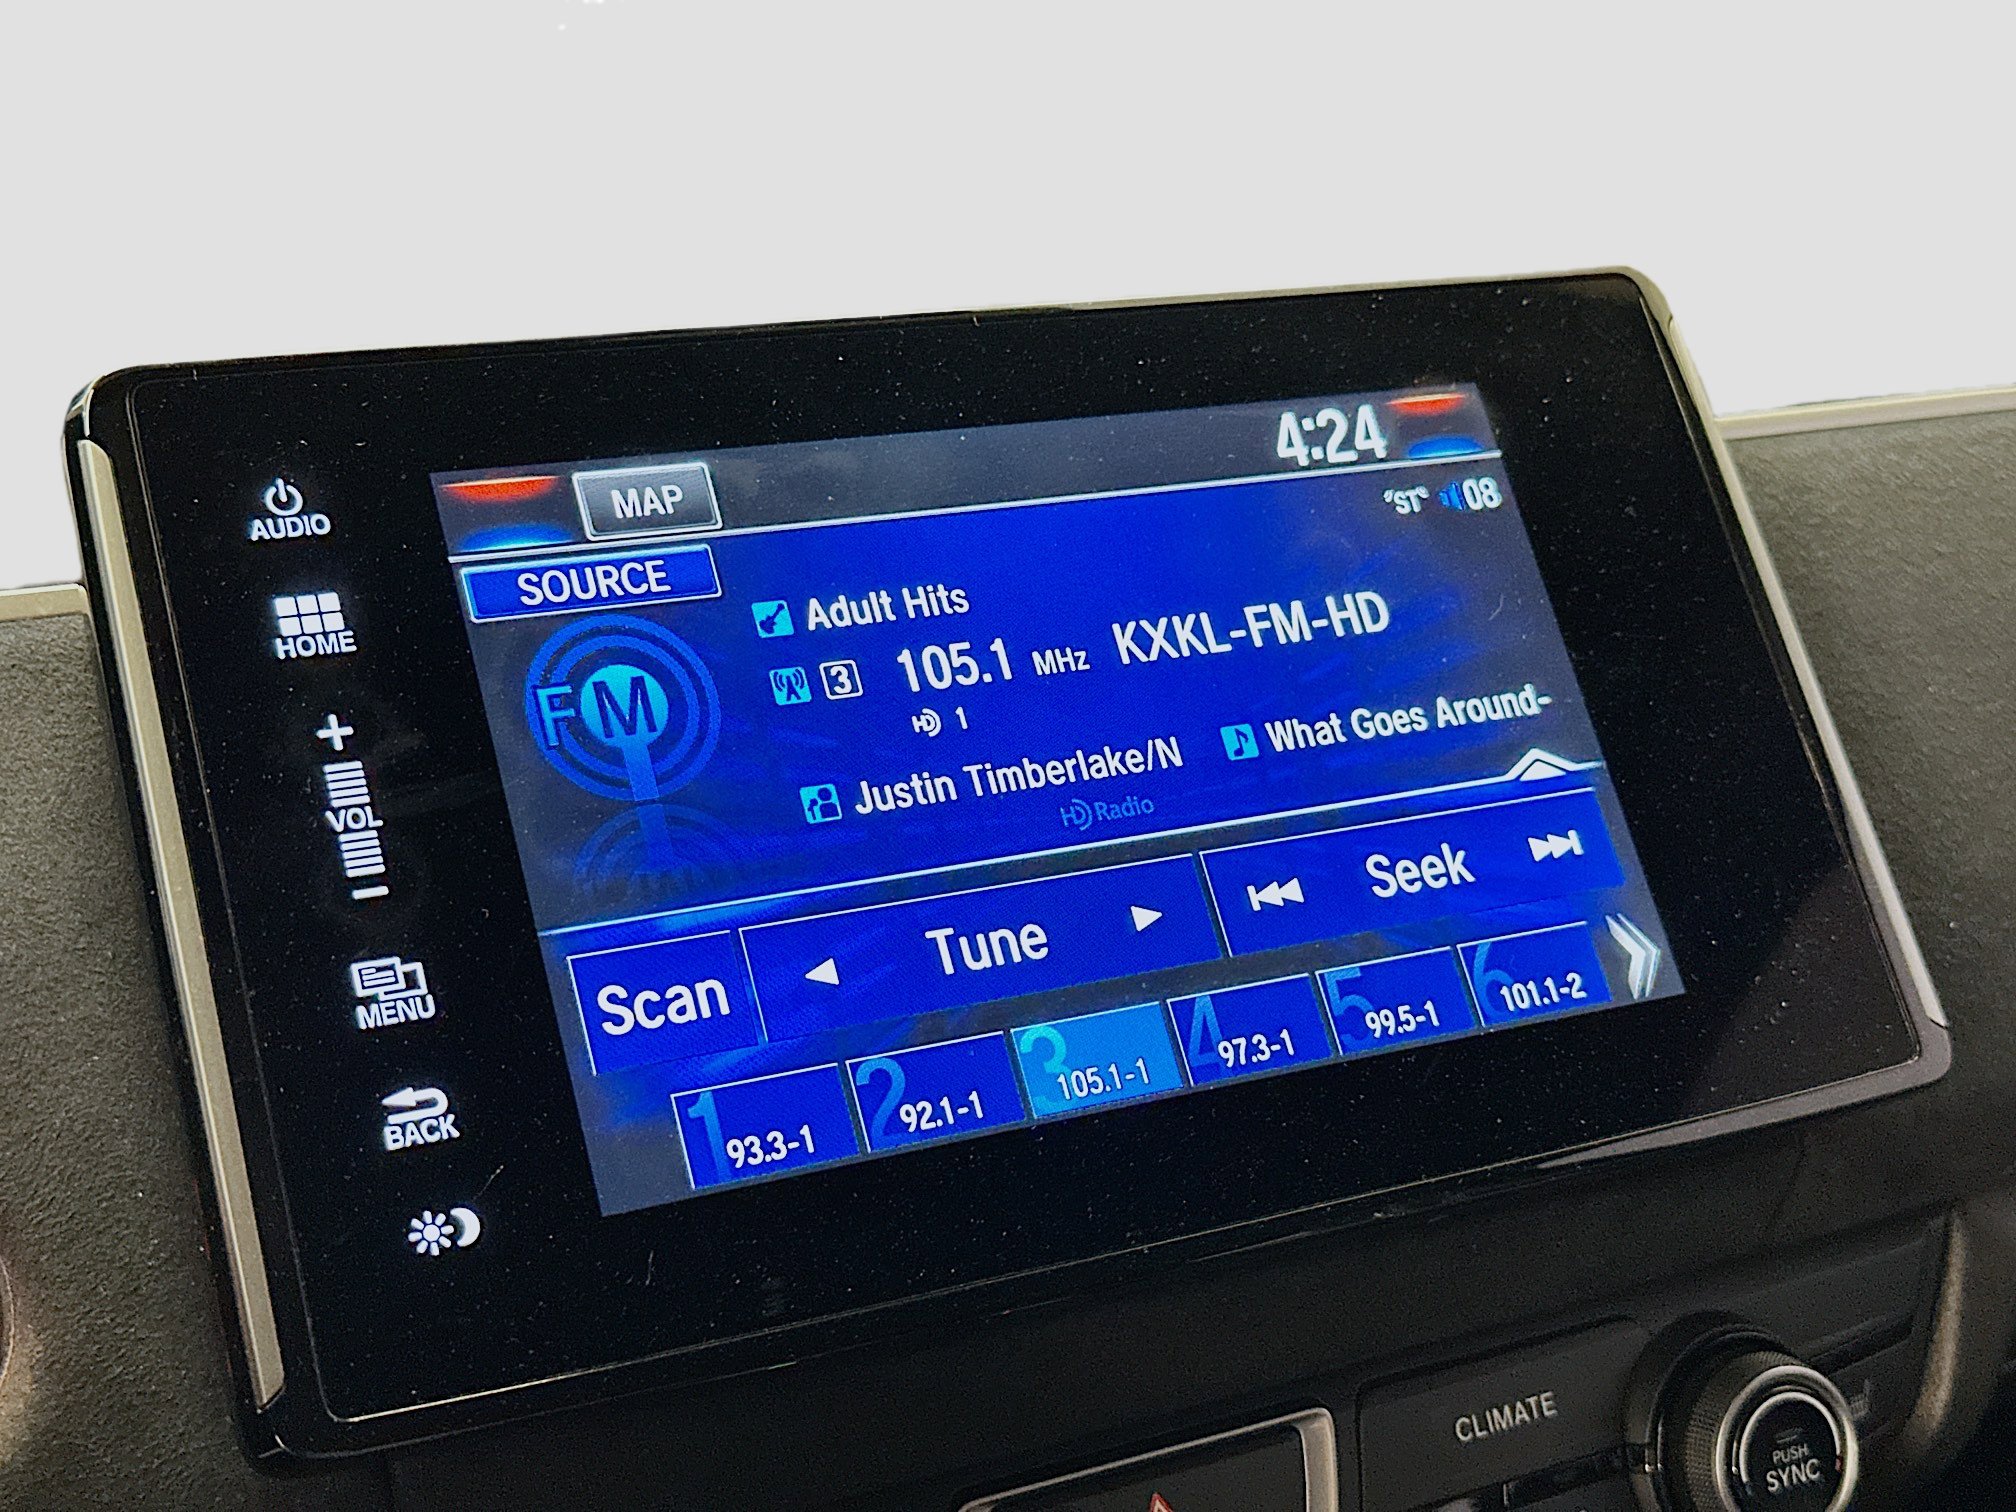 4:24
MAP
"ST" 08
SOURCE
Adult Hits
FM
3 105.1 MHz KXKL-FM-HD
HD 1
Justin Timberlake/N What Goes Around-
HD Radio
Scan Tune Seek
1 93.3-1 2 92.1-1 3 105.1-1 4 97.3-1 5 99.5-1 6 101.1-2
AUDIO
HOME
+
VOL
MENU
BACK
CLIMATE
PUSH
SYNC